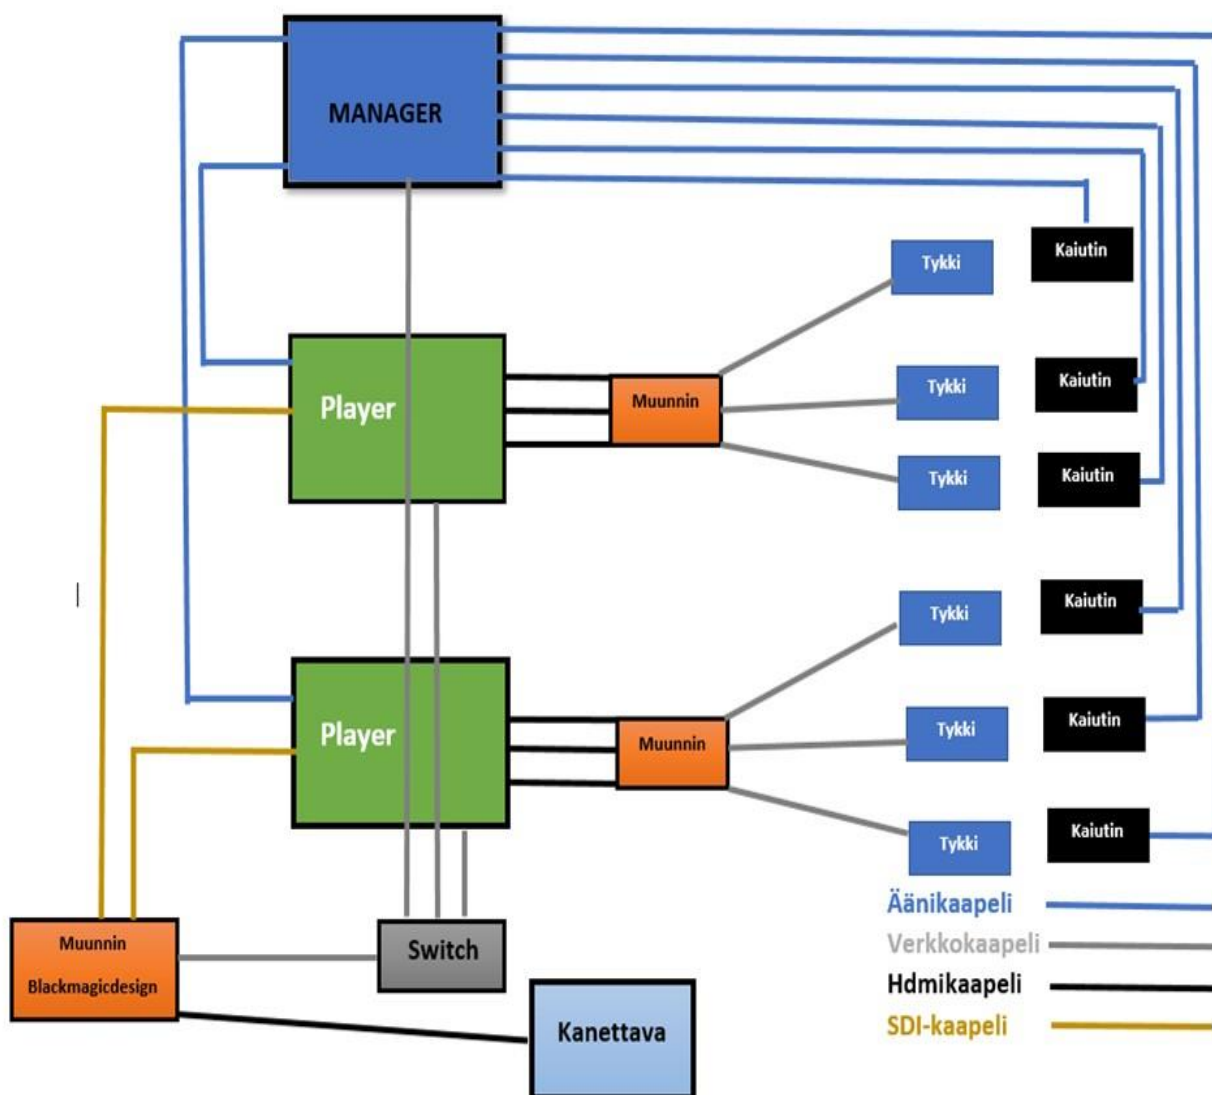 MANAGER
Tykki
Kaiutin
Player
Muunnin
Tykki
Kaiutin
Tykki
Kaiutin
Tykki
Kaiutin
Player
Muunnin
Tykki
Kaiutin
Tykki
Kaiutin
Äänikaapeli
Verkkokaapeli
Hdmikaapeli
SDI-kaapeli
Muunnin
Blackmagicdesign
Switch
Kanettava